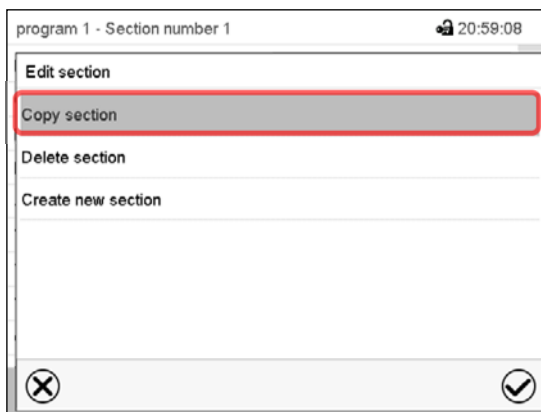 program 1 - Section number 1 20:59:08
Edit section
Copy section
Delete section
Create new section